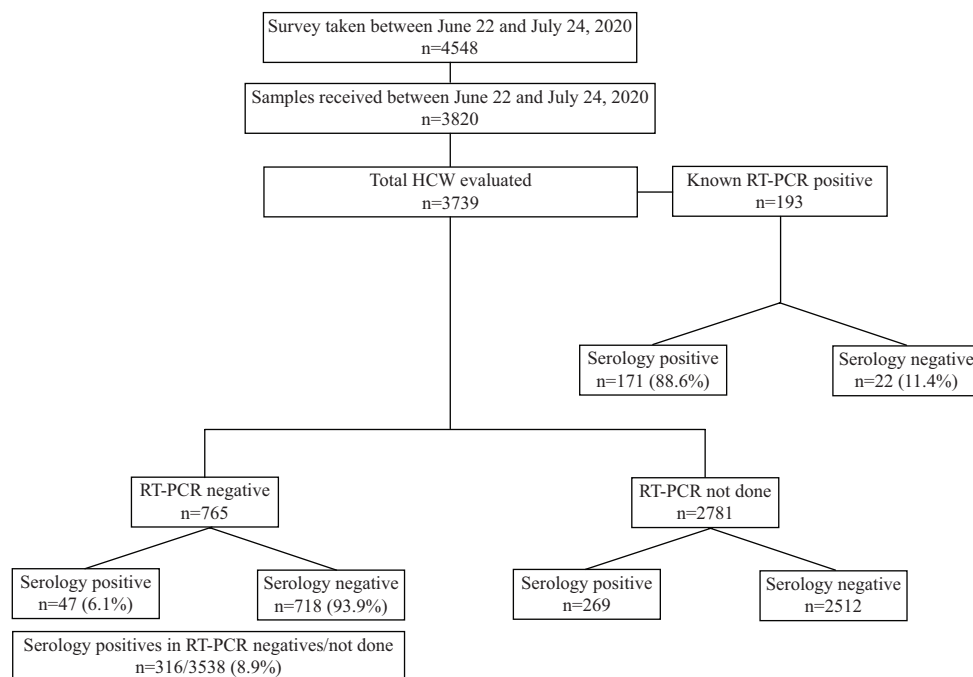 Survey taken between June 22 and July 24, 2020
n=4548
Samples received between June 22 and July 24, 2020
n=3820
Total HCW evaluated
n=3739
Known RT-PCR positive
n=193
Serology positive
n=171 (88.6%)
Serology negative
n=22 (11.4%)
RT-PCR negative
n=765
RT-PCR not done
n=2781
Serology positive
n=47 (6.1%)
Serology negative
n=718 (93.9%)
Serology positive
n=269
Serology negative
n=2512
Serology positives in RT-PCR negatives/not done
n=316/3538 (8.9%)